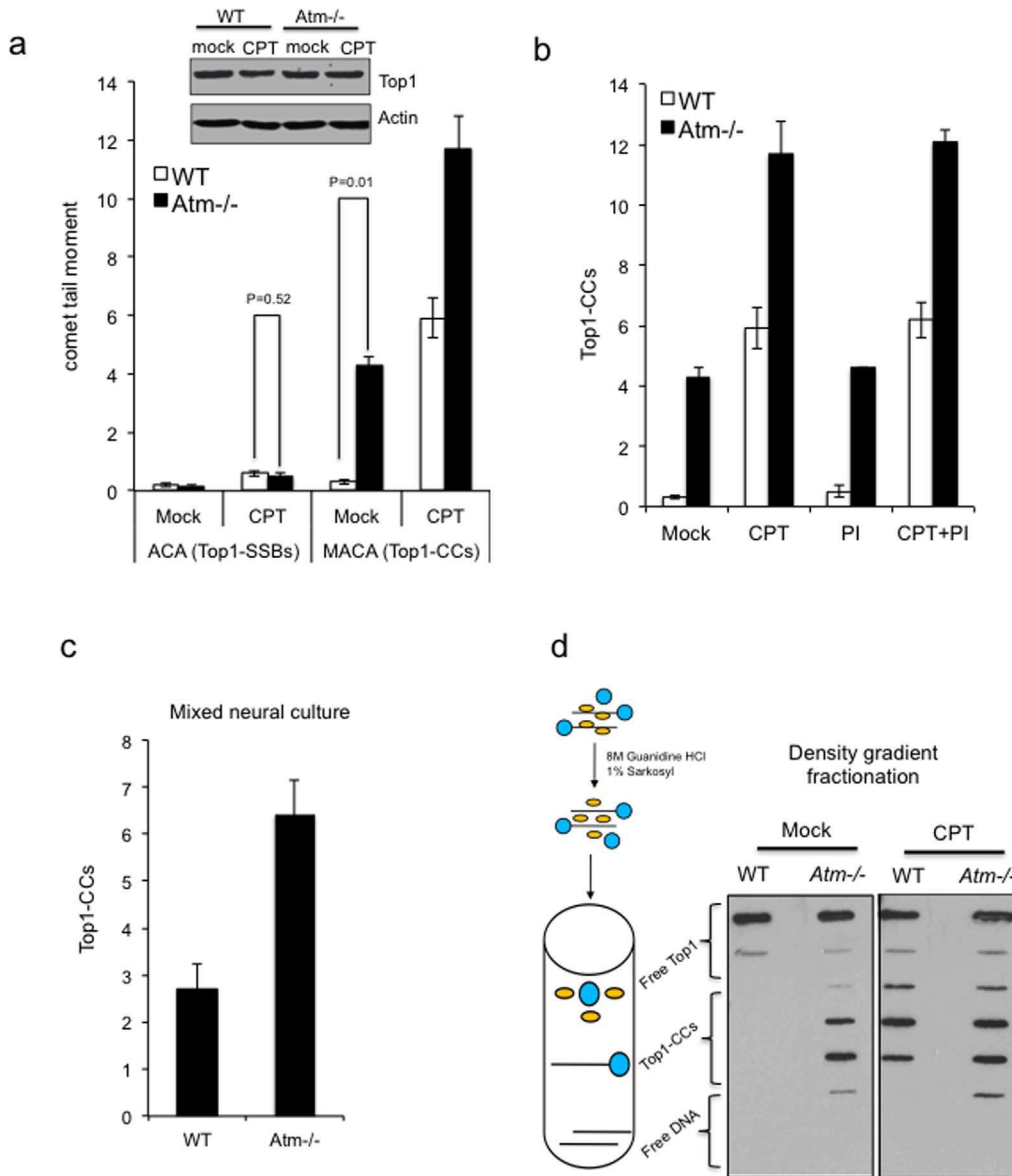 a
WT Atm-/-
mock CPT mock CPT
Top1
Actin
14
12
10
8
6
4
2
0
comet tail moment
WT
Atm-/-
P=0.52
P=0.01
Mock CPT Mock CPT
ACA (Top1-SSBs) MACA (Top1-CCs)
b
14
12
10
8
6
4
2
0
Top1-CCs
WT
Atm-/-
Mock CPT PI CPT+PI
c
Mixed neural culture
8
7
6
5
4
3
2
1
0
Top1-CCs
WT Atm-/-
d
8M Guanidine HCl
1% Sarkosyl
Density gradient
fractionation
Mock CPT
WT Atm-/- WT Atm-/-
Free Top1
Top1-CCs
Free DNA